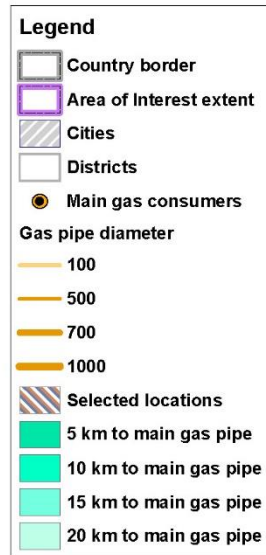 Legend
Country border
Area of Interest extent
Cities
Districts
Main gas consumers
Gas pipe diameter
100
500
700
1000
Selected locations
5 km to main gas pipe
10 km to main gas pipe
15 km to main gas pipe
20 km to main gas pipe